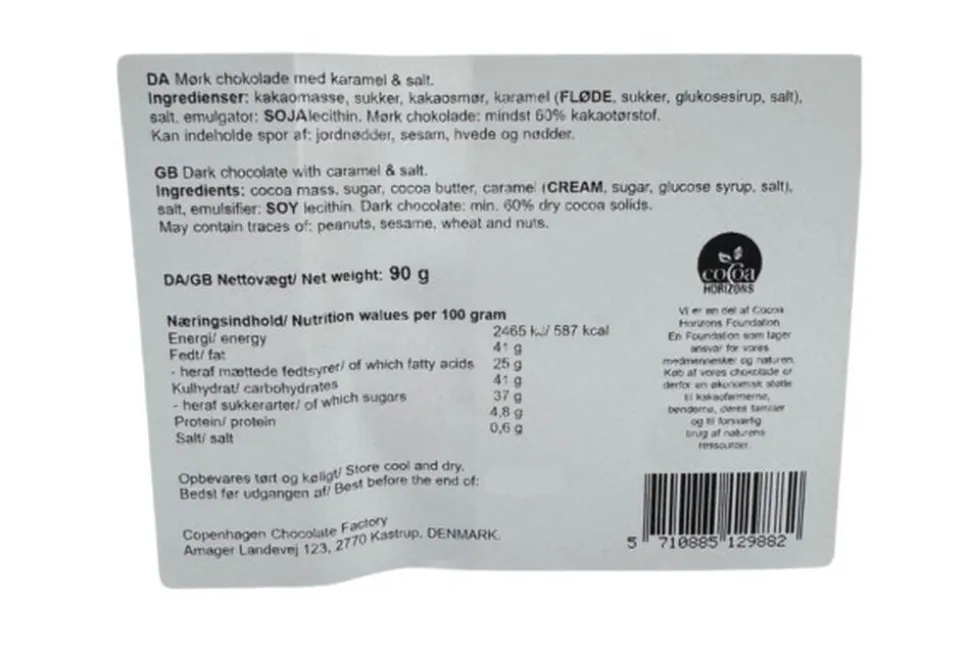 DA Mørk chokolade med karamel & salt.
Ingredienser: kakaomasse, sukker, kakaosmør, karamel (FLØDE, sukker, glukosesirup, salt),
salt, emulgator: SOJAlecithin. Mørk chokolade: mindst 60% kakaotørstof.
Kan indeholde spor af: jordnødder, sesam, hvede og nødder.
GB Dark chocolate with caramel & salt.
Ingredients: cocoa mass, sugar, cocoa butter, caramel (CREAM, sugar, glucose syrup, salt),
salt, emulsifier: SOY lecithin. Dark chocolate: min. 60% dry cocoa solids.
May contain traces of: peanuts, sesame, wheat and nuts.
DA/GB Nettovægt/ Net weight: 90 g
Næringsindhold/ Nutrition walues per 100 gram
Energi/ energy 2465 kJ/ 587 kcal
Fedt/ fat 41 g
- heraf mættede fedtsyrer/ of which fatty acids 25 g
Kulhydrat/ carbohydrates 41 g
- heraf sukkerarter/ of which sugars 37 g
Protein/ protein 4,8 g
Salt/ salt 0,6 g
Opbevares tørt og køligt/ Store cool and dry.
Bedst før udgangen af/ Best before the end of:
Copenhagen Chocolate Factory
Amager Landevej 123, 2770 Kastrup, DENMARK.
cocoa
HORIZONS
Vi er en del af Cocoa
Horizons Foundation
En Foundation som tager
ansvar for vores
medmennesker og naturen.
Køb af vores chokolade er
derfor en økonomisk støtte
til kakaofarmerne,
bønderne, deres familier
og til forsvarlig
brug af naturens
ressourcer.
5 710885 129882